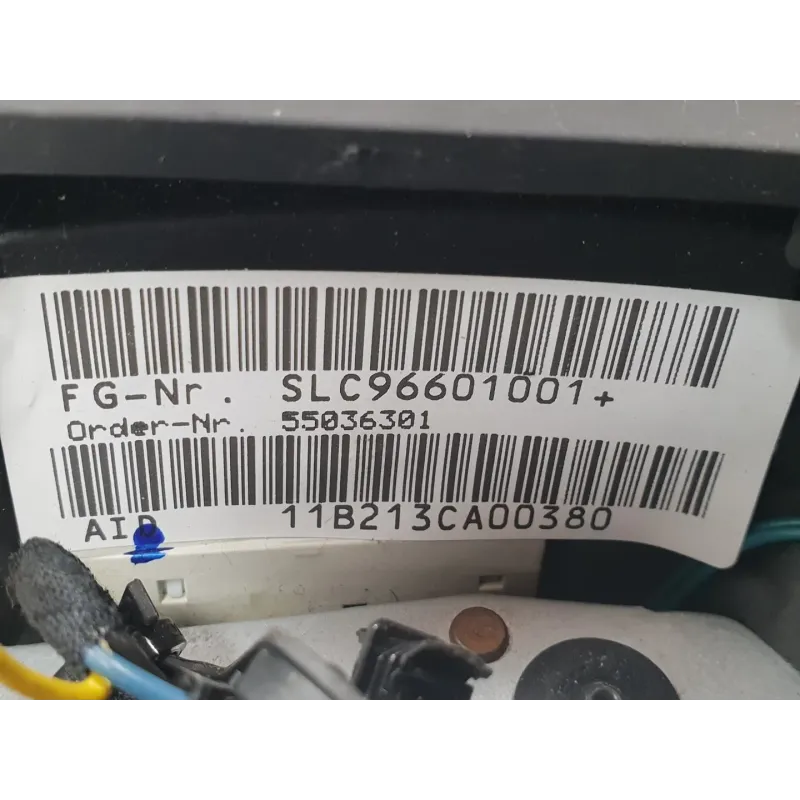 FG-Nr. SLC96601001+
Order-Nr. 55036301
AID 11B213CA00380